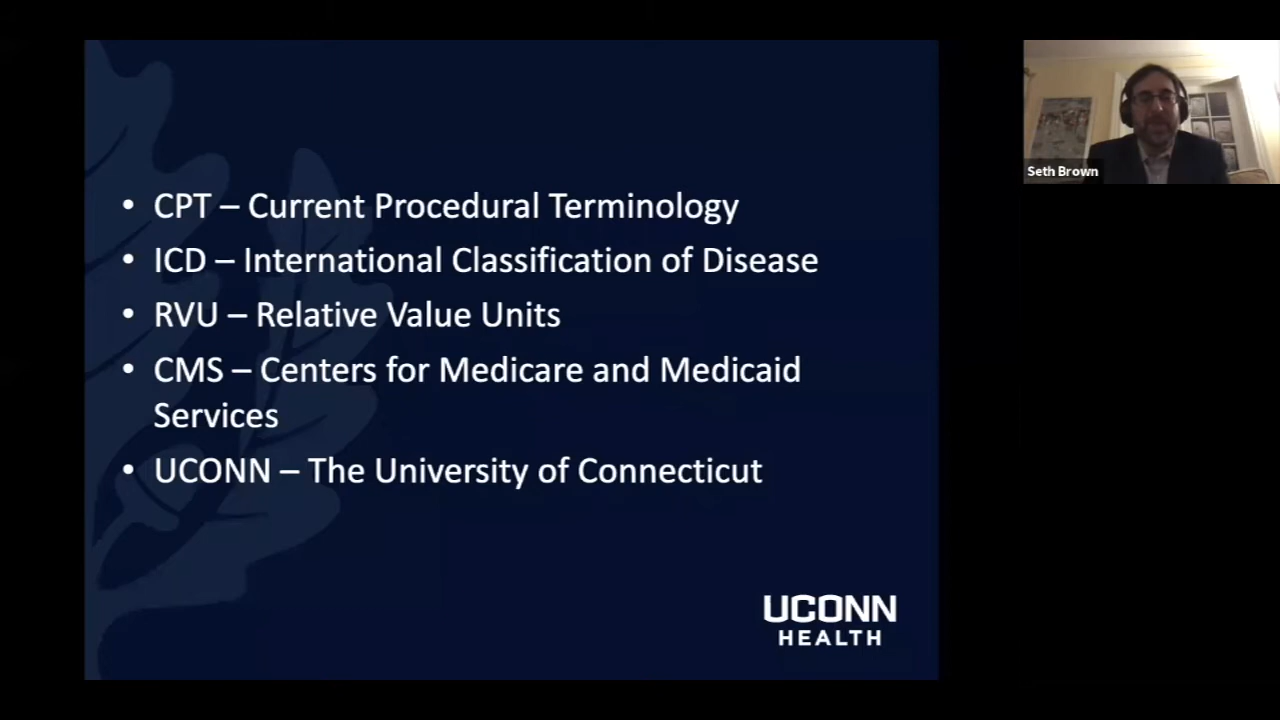 • CPT – Current Procedural Terminology
• ICD – International Classification of Disease
• RVU – Relative Value Units
• CMS – Centers for Medicare and Medicaid
Services
• UCONN – The University of Connecticut
UCONN
HEALTH
Seth Brown